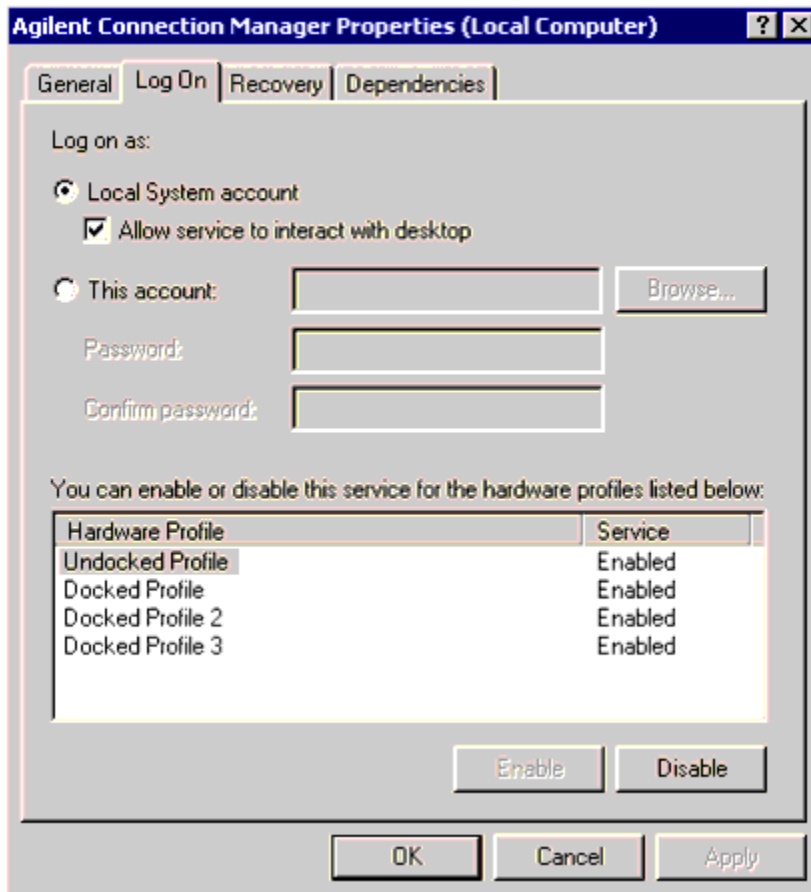 Agilent Connection Manager Properties (Local Computer)
General Log On Recovery Dependencies
Log on as:
Local System account
Allow service to interact with desktop
This account: Browse...
Password:
Confirm password:
You can enable or disable this service for the hardware profiles listed below:
Hardware Profile Service
Undocked Profile Enabled
Docked Profile Enabled
Docked Profile 2 Enabled
Docked Profile 3 Enabled
Enable Disable
OK Cancel Apply